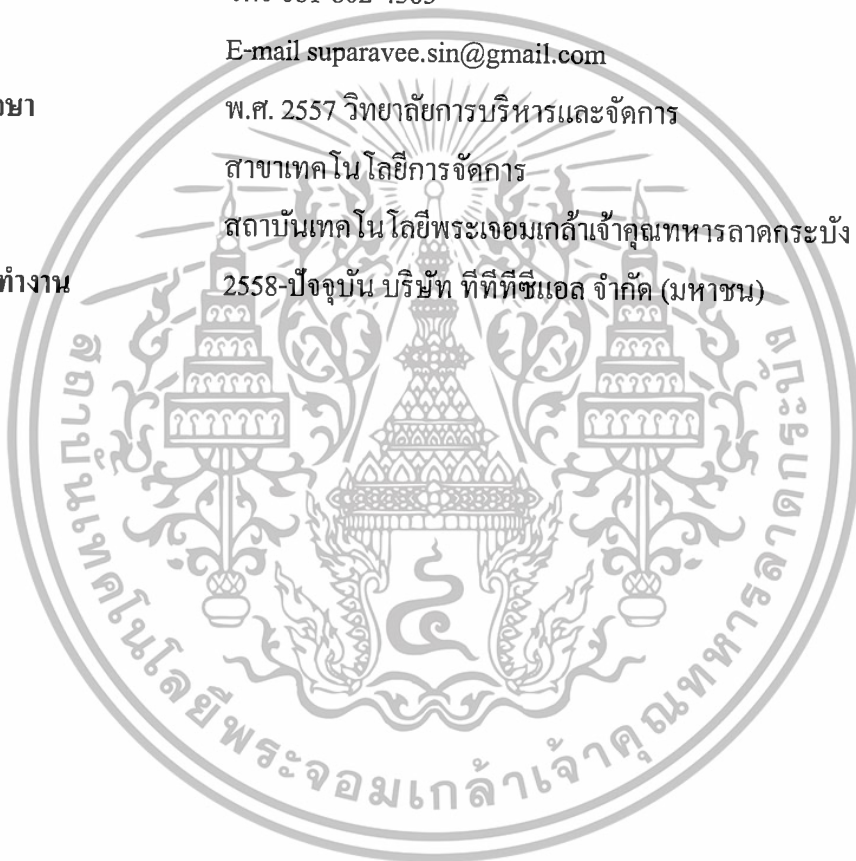 E-mail suparavee.sin@gmail.com
พ.ศ. 2557 วิทยาลัยการบริหารและจัดการ
สาขาเทคโนโลยีการจัดการ
สถาบันเทคโนโลยีพระเจอมเกล้าเจ้าคุณทหารลาดกระบัง
ทำงาน 2558-ปัจจุบัน บริษัท ทีทีทีซีแอล จำกัด (มหาชน)
สถาบันเทคโนโลยีพระจอมเกล้าเจ้าคุณทหารลาดกระบัง